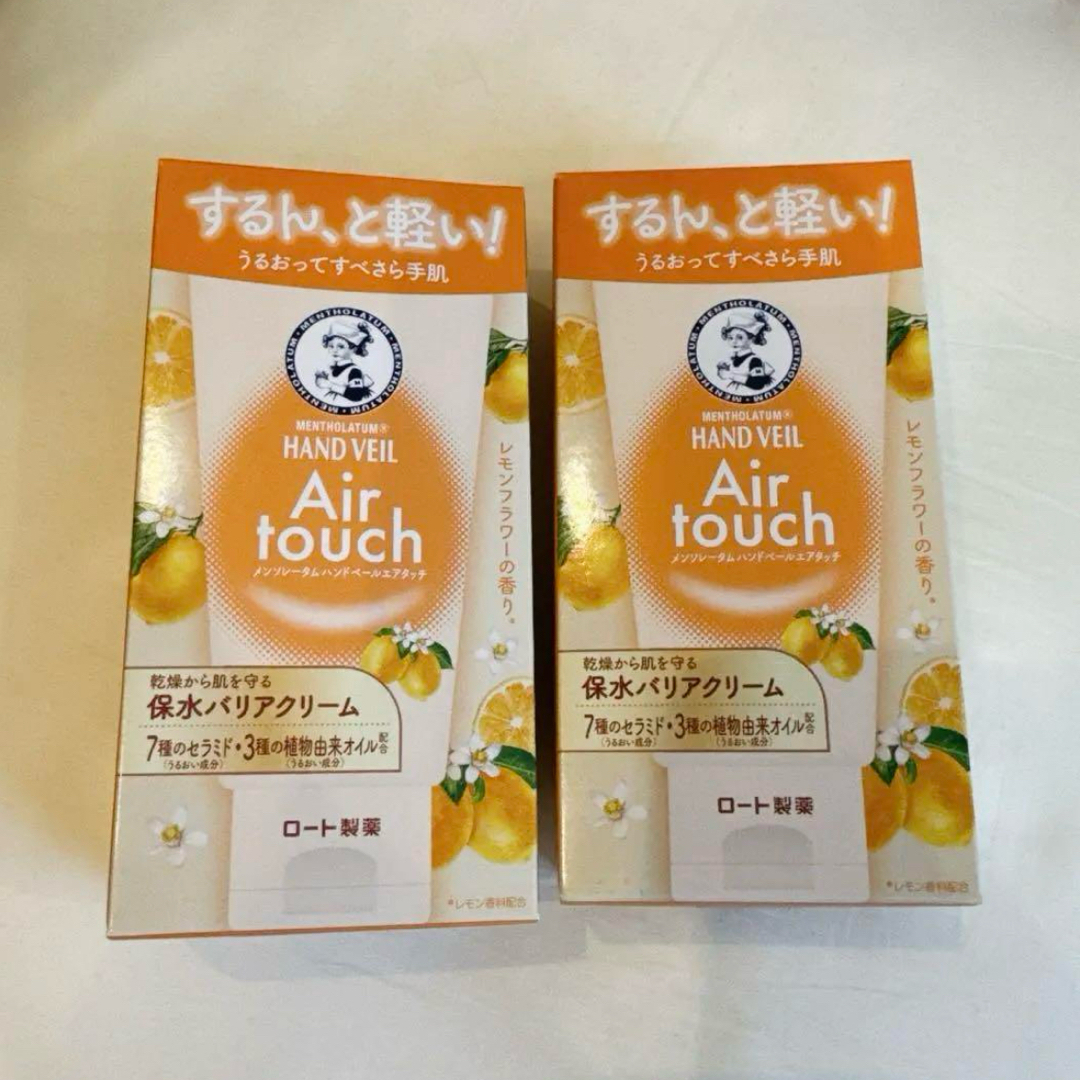 するん、と軽い!
うるおってすべさら手肌
MENTHOLATUM・MENTHOLATUM・MENTHOLATUM・
MENTHOLATUM®
HAND VEIL
Air
touch
メンソレータム ハンドベール エアタッチ
レモンフラワーの香り。
乾燥から肌を守る
保水バリアクリーム
7種のセラミド・3種の植物由来オイル配合
(うるおい成分) (うるおい成分)
ロート製薬
*レモン香料配合
するん、と軽い!
うるおってすべさら手肌
MENTHOLATUM・MENTHOLATUM・MENTHOLATUM・
MENTHOLATUM®
HAND VEIL
Air
touch
メンソレータム ハンドベール エアタッチ
レモンフラワーの香り。
乾燥から肌を守る
保水バリアクリーム
7種のセラミド・3種の植物由来オイル配合
(うるおい成分) (うるおい成分)
ロート製薬
*レモン香料配合